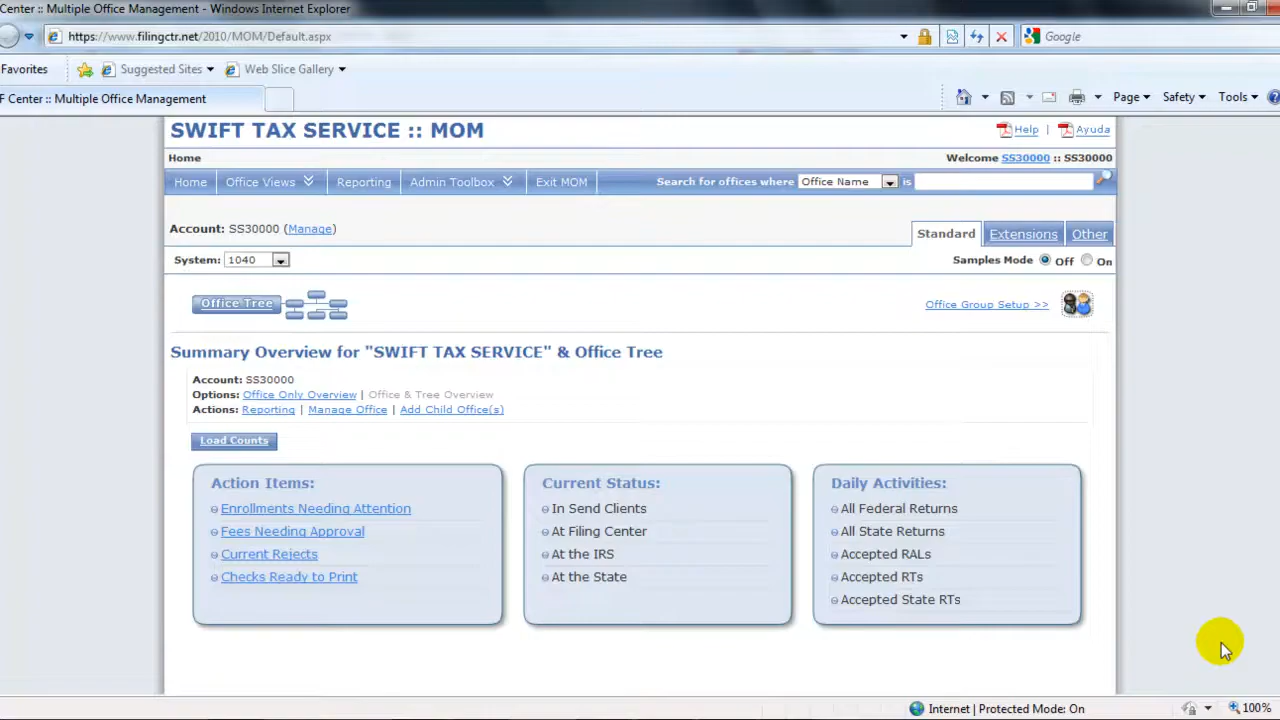 Center :: Multiple Office Management - Windows Internet Explorer
https://www.filingctr.net/2010/MOM/Default.aspx
Google
Favorites Suggested Sites Web Slice Gallery
F Center :: Multiple Office Management
Page Safety Tools
SWIFT TAX SERVICE :: MOM
Help | Ayuda
Home
Welcome SS30000 :: SS30000
Home Office Views Reporting Admin Toolbox Exit MOM Search for offices where Office Name is
Account: SS30000 (Manage)
Standard Extensions Other
System: 1040
Samples Mode Off On
Office Tree
Office Group Setup >>
Summary Overview for "SWIFT TAX SERVICE" & Office Tree
Account: SS30000
Options: Office Only Overview | Office & Tree Overview
Actions: Reporting | Manage Office | Add Child Office(s)
Load Counts
Action Items:
Enrollments Needing Attention
Fees Needing Approval
Current Rejects
Checks Ready to Print
Current Status:
In Send Clients
At Filing Center
At the IRS
At the State
Daily Activities:
All Federal Returns
All State Returns
Accepted RALs
Accepted RTs
Accepted State RTs
Internet | Protected Mode: On
100%